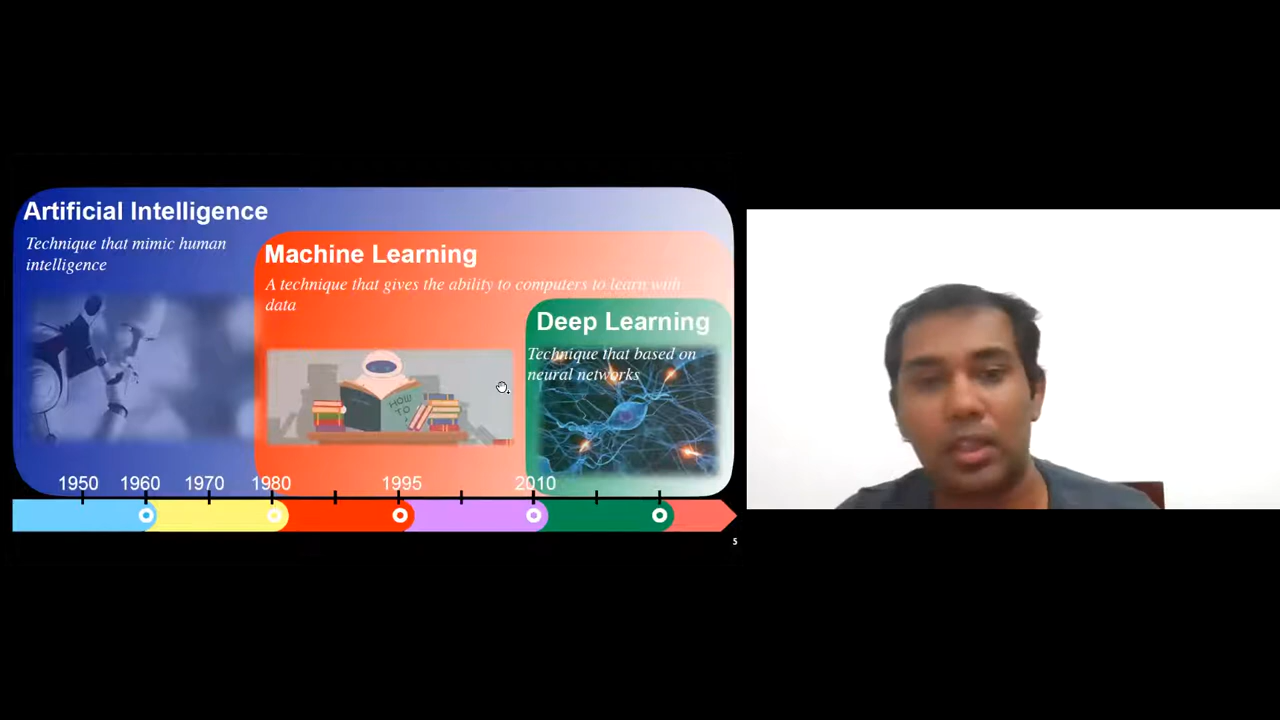 Artificial Intelligence
Technique that mimic human
intelligence
Machine Learning
A technique that gives the ability to computers to learn with
data
Deep Learning
Technique that based on
neural networks
HOW
TO
1950 1960 1970 1980 1995 2010
5